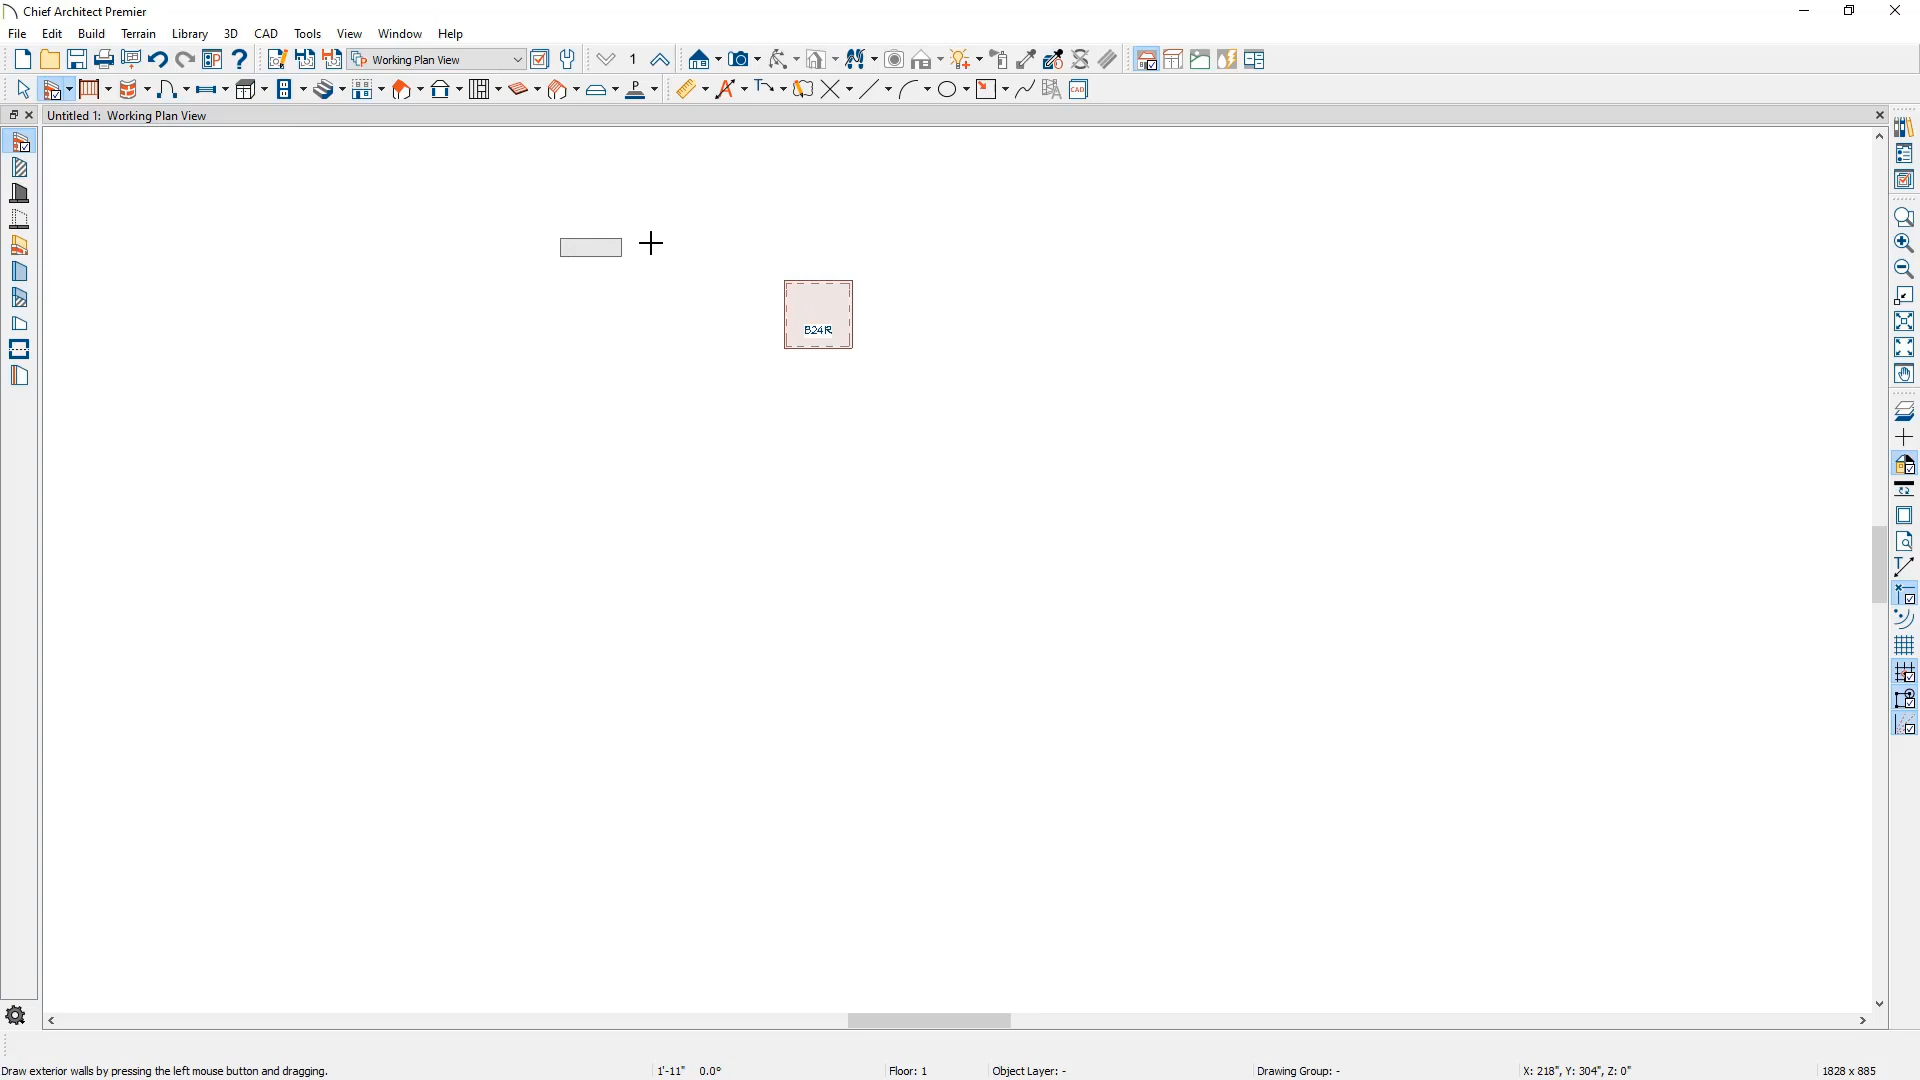 Chief Architect Premier
File Edit Build Terrain Library 3D CAD Tools View Window Help
Working Plan View 1
CAD
Untitled 1: Working Plan View
B24R
Draw exterior walls by pressing the left mouse button and dragging. 1'-11" 0.0° Floor: 1 Object Layer: - Drawing Group: - X: 218", Y: 304", Z: 0" 1828 x 885